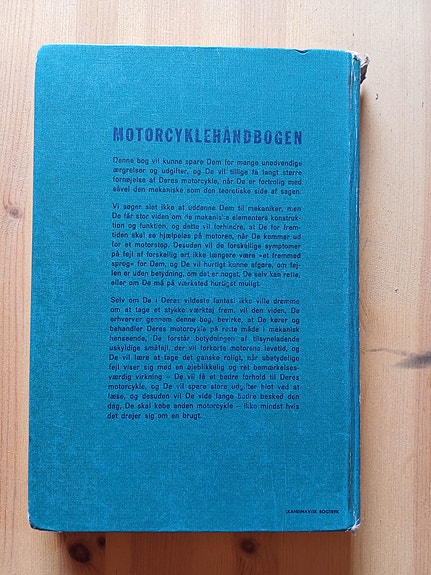 MOTORCYKLEHÅNDBOGEN
Denne bog vil kunne spare Dem for mange unødvendige
ærgrelser og udgifter, og De vil tillige få langt større
fornøjelse af Deres motorcykle, når De er fortrolig med
såvel den mekaniske som den teoretiske side af sagen.
Vi søger slet ikke at uddanne Dem til mekaniker, men
De får stor viden om de mekaniske elementers konstruk-
tion og funktion, og dette vil forhindre, at De for frem-
tiden skal se hjælpeløs på motoren, når De kommer ud
for et motorstop. Desuden vil de forskellige symptomer
på fejl af forskellig art ikke længere være »et fremmed
sprog« for Dem, og De vil hurtigt kunne afgøre, om fej-
len er uden betydning, om det er noget, De selv kan rette,
eller om De må på værksted hurtigst muligt.
Selv om De i Deres vildeste fantasi ikke ville drømme
om at tage et stykke værktøj frem, vil den viden, De
erhverver gennem denne bog, bevirke, at De kører og
behandler Deres motorcykle på rette måde i mekanisk
henseende, De forstår betydningen af tilsyneladende
uskyldige småfejl, der vil forkorte motorens levetid, og
De vil lære at tage det ganske roligt, når ubetydelige
fejl viser sig med en øjeblikkelig og ret bemærkelses-
værdig virkning – De vil få et bedre forhold til Deres
motorcykle, og De vil spare store udgifter blot ved at
læse, og desuden vil De vide lange bedre besked den
dag, De skal købe anden motorcykle – ikke mindst hvis
det drejer sig om en brugt.
SKANDINAVISK BOGTRYK